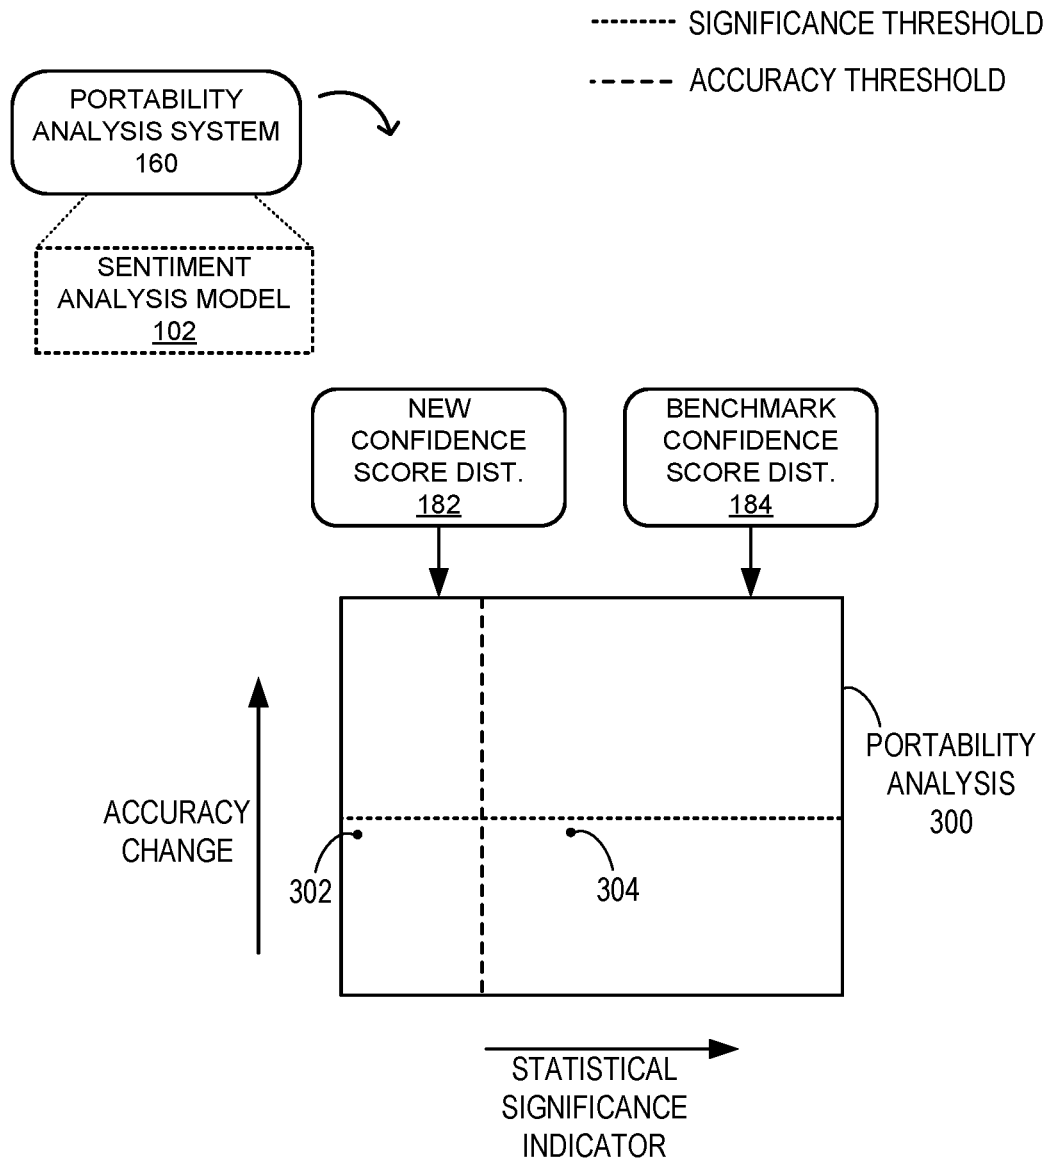 SIGNIFICANCE THRESHOLD
ACCURACY THRESHOLD
PORTABILITY
ANALYSIS SYSTEM
160
SENTIMENT
ANALYSIS MODEL
102
NEW
CONFIDENCE
SCORE DIST.
182
BENCHMARK
CONFIDENCE
SCORE DIST.
184
PORTABILITY
ANALYSIS
300
ACCURACY
CHANGE
302
304
STATISTICAL
SIGNIFICANCE
INDICATOR